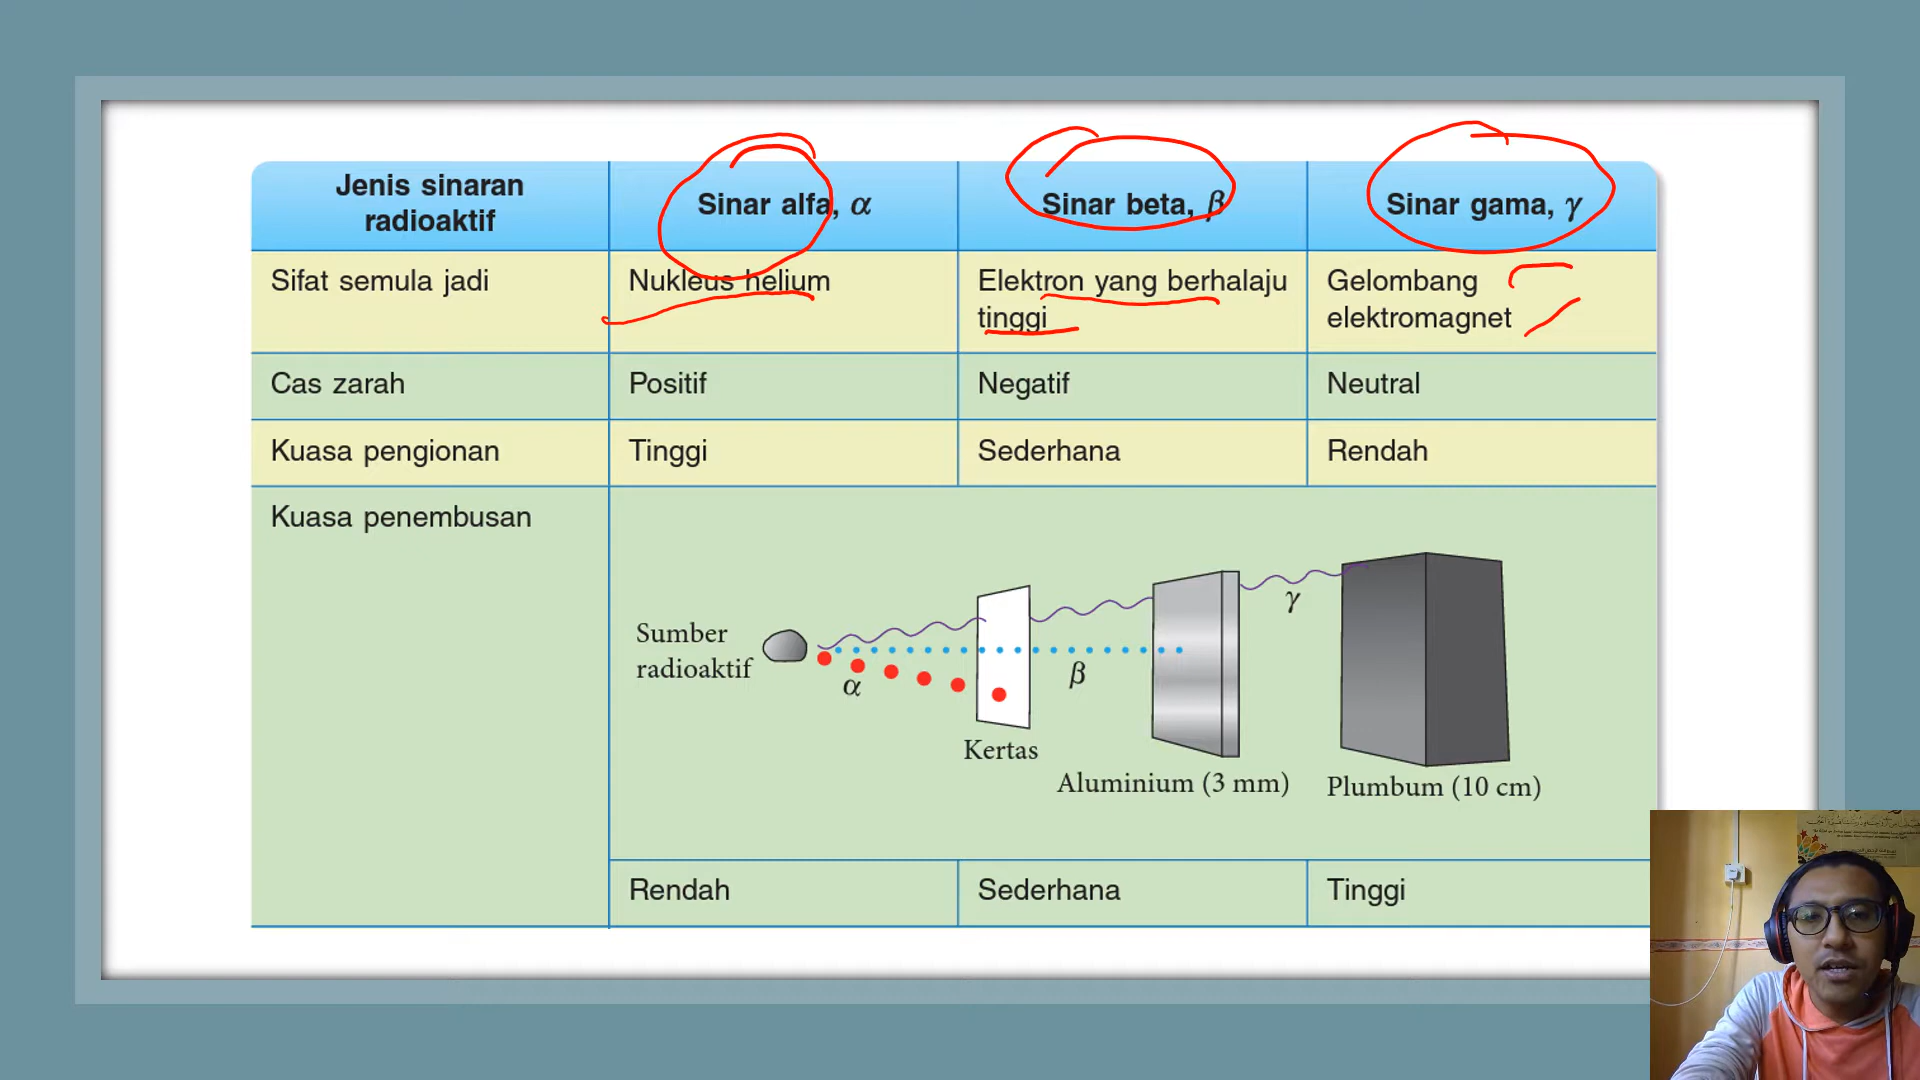 Jenis sinaran
radioaktif
Sinar alfa, α
Sinar beta, β
Sinar gama, γ
Sifat semula jadi
Nukleus helium
Elektron yang berhalaju
tinggi
Gelombang
elektromagnet
Cas zarah
Positif
Negatif
Neutral
Kuasa pengionan
Tinggi
Sederhana
Rendah
Kuasa penembusan
Sumber
radioaktif
α
β
γ
Kertas
Aluminium (3 mm)
Plumbum (10 cm)
Rendah
Sederhana
Tinggi